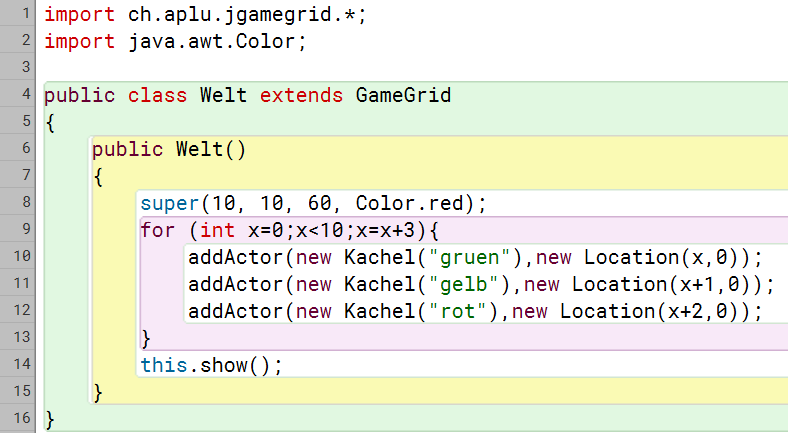 1 import ch.aplu.jgamegrid.*;
2 import java.awt.Color;
3
4 public class Welt extends GameGrid
5 {
6 public Welt()
7 {
8 super(10, 10, 60, Color.red);
9 for (int x=0;x<10;x=x+3){
10 addActor(new Kachel("gruen"),new Location(x,0));
11 addActor(new Kachel("gelb"),new Location(x+1,0));
12 addActor(new Kachel("rot"),new Location(x+2,0));
13 }
14 this.show();
15 }
16 }